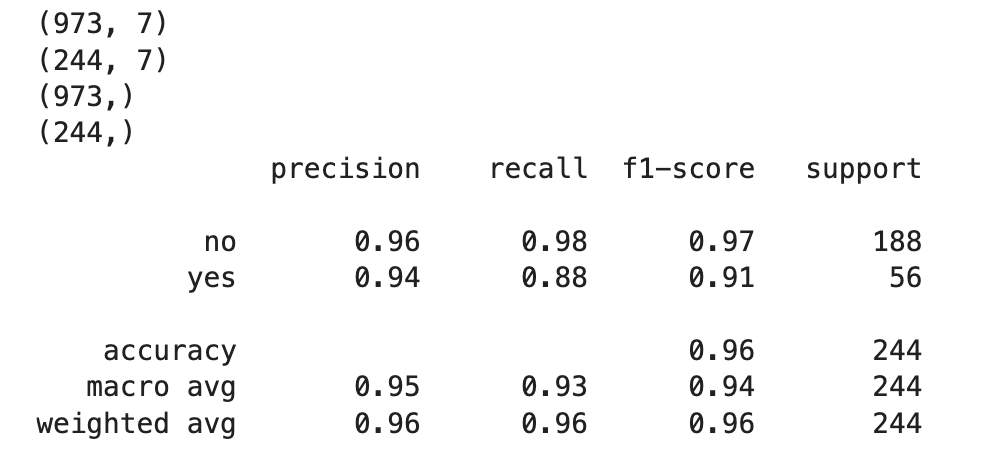 (973, 7)
(244, 7)
(973,)
(244,)
precision recall f1-score support
no 0.96 0.98 0.97 188
yes 0.94 0.88 0.91 56
accuracy 0.96 244
macro avg 0.95 0.93 0.94 244
weighted avg 0.96 0.96 0.96 244